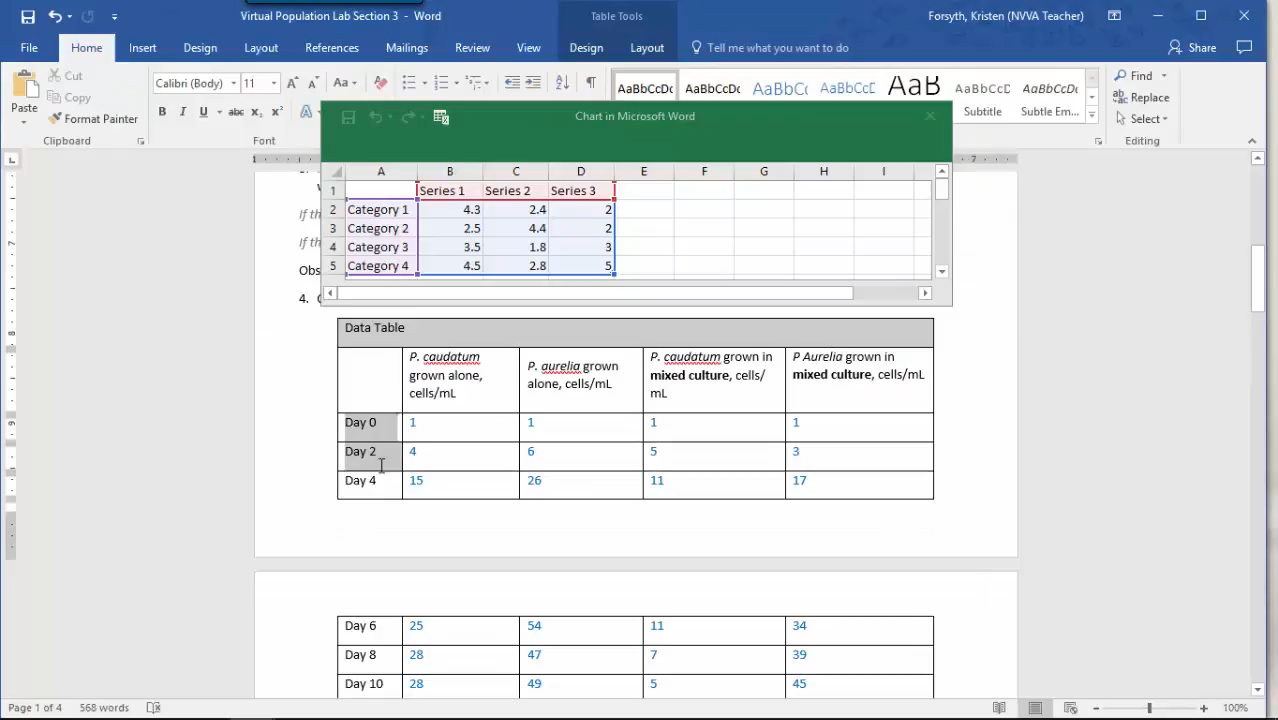 Virtual Population Lab Section 3 - Word
Table Tools
Forsyth, Kristen (NVVA Teacher)
File Home Insert Design Layout References Mailings Review View Design Layout Tell me what you want to do Share
Paste
Cut
Copy
Format Painter
Calibri (Body) 11
Aa
B I U abc X₂ X² A
AaBbCcDc AaBbCcDc AaBbCc AaBbCcDc AaB AaBbCcDc AaBbCcDc
Subtitle Subtle Em...
Find
Replace
Select
Clipboard Font Editing
Chart in Microsoft Word
A B C D E F G H I
1 Series 1 Series 2 Series 3
2 Category 1 4.3 2.4 2
3 Category 2 2.5 4.4 2
4 Category 3 3.5 1.8 3
5 Category 4 4.5 2.8 5
If th
If th
Obs
4.
Data Table
P. caudatum grown alone, cells/mL
P. aurelia grown alone, cells/mL
P. caudatum grown in mixed culture, cells/ mL
P Aurelia grown in mixed culture, cells/mL
Day 0 1 1 1 1
Day 2 4 6 5 3
Day 4 15 26 11 17
Day 6 25 54 11 34
Day 8 28 47 7 39
Day 10 28 49 5 45
Page 1 of 4 568 words 100%